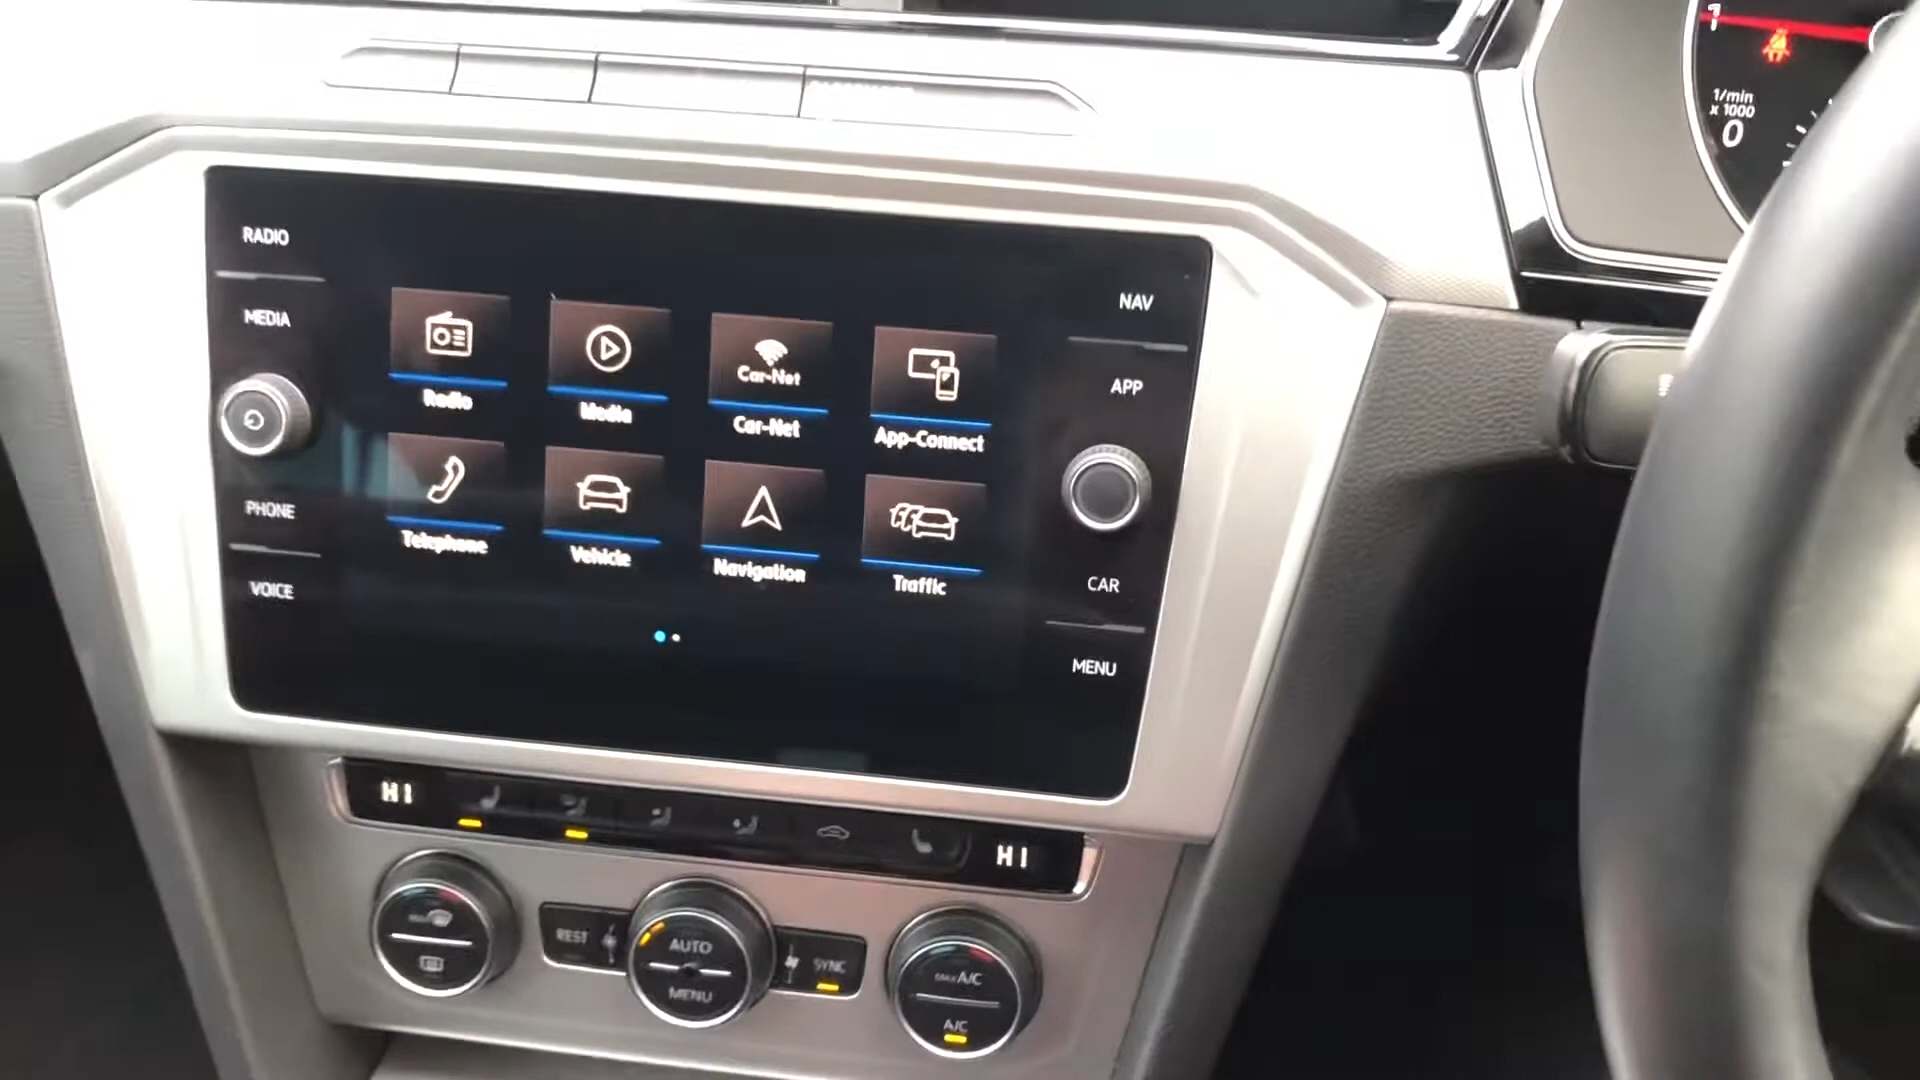 1
1/min
x 1000
0
RADIO
MEDIA
PHONE
VOICE
NAV
APP
CAR
MENU
Radio
Media
Car-Net
Car-Net
App-Connect
Telephone
Vehicle
Navigation
Traffic
HI
HI
REST
AUTO
MENU
SYNC
MAX A/C
A/C